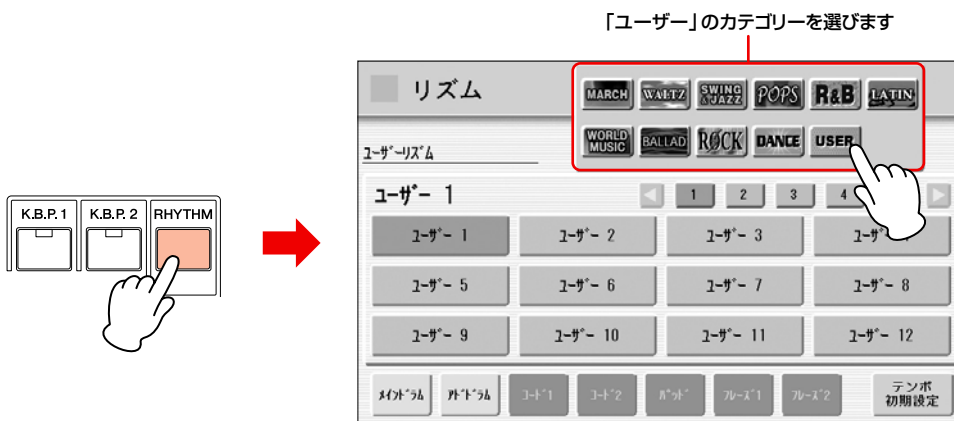 「ユーザー」のカテゴリーを選びます
リズム
MARCH WALTZ SWING & JAZZ POPS R&B LATIN
WORLD MUSIC BALLAD ROCK DANCE USER
ﾕｰｻﾞｰﾘｽﾞﾑ
ユーザー 1
1 2 3 4
ﾕｰｻﾞｰ 1 ﾕｰｻﾞｰ 2 ﾕｰｻﾞｰ 3
ﾕｰｻﾞｰ 5 ﾕｰｻﾞｰ 6 ﾕｰｻﾞｰ 7 ﾕｰｻﾞｰ 8
ﾕｰｻﾞｰ 9 ﾕｰｻﾞｰ 10 ﾕｰｻﾞｰ 11 ﾕｰｻﾞｰ 12
ﾒｲﾝﾄﾞﾗﾑ ｱﾄﾞﾄﾞﾗﾑ ｺｰﾄﾞ1 ｺｰﾄﾞ2 ﾊﾟｯﾄﾞ ﾌﾚｰｽﾞ1 ﾌﾚｰｽﾞ2 テンポ
初期設定
K.B.P. 1 K.B.P. 2 RHYTHM